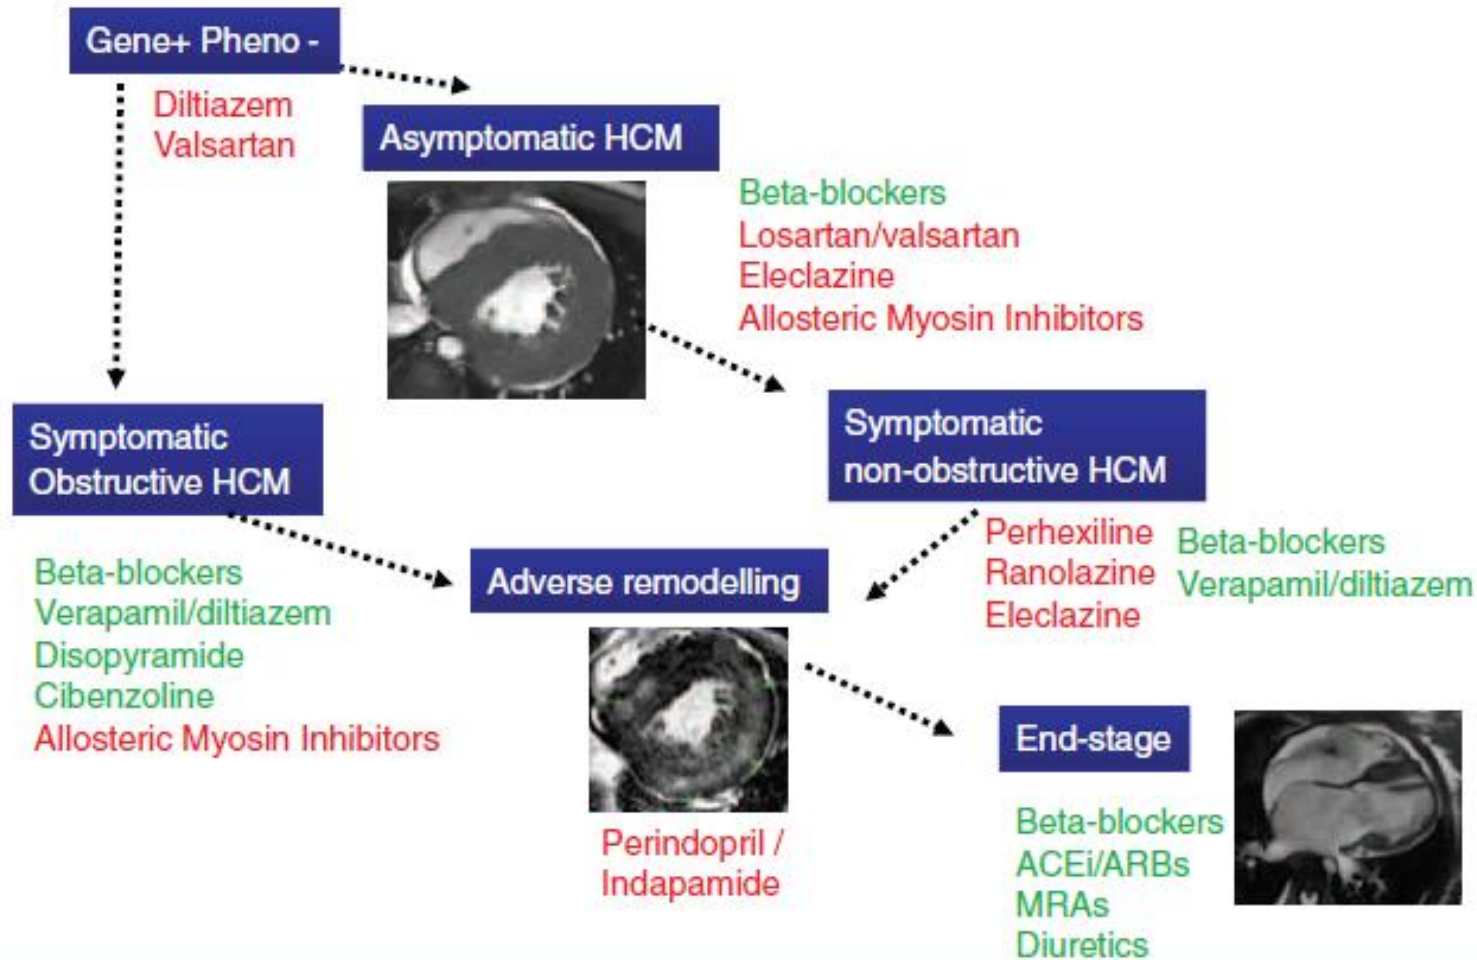 Gene+ Pheno -
Diltiazem
Valsartan
Asymptomatic HCM
Beta-blockers
Losartan/valsartan
Eleclazine
Allosteric Myosin Inhibitors
Symptomatic
Obstructive HCM
Beta-blockers
Verapamil/diltiazem
Disopyramide
Cibenzoline
Allosteric Myosin Inhibitors
Symptomatic
non-obstructive HCM
Perhexiline
Ranolazine
Eleclazine
Beta-blockers
Verapamil/diltiazem
Adverse remodelling
Perindopril /
Indapamide
End-stage
Beta-blockers
ACEi/ARBs
MRAs
Diuretics